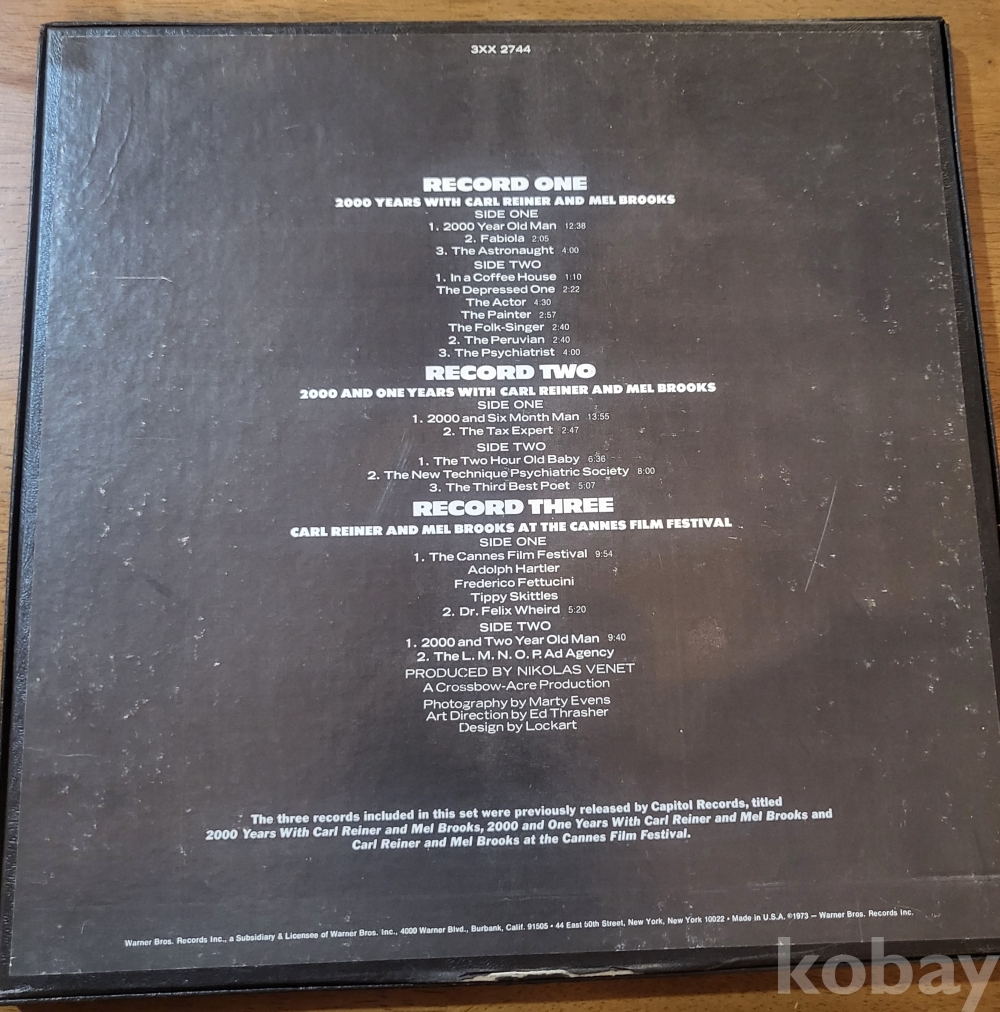 3XX 2744
RECORD ONE
2000 YEARS WITH CARL REINER AND MEL BROOKS
SIDE ONE
1. 2000 Year Old Man 12:38
2. Fabiola 2:05
3. The Astronaught 4:00
SIDE TWO
1. In a Coffee House 1:10
The Depressed One 2:22
The Actor 4:30
The Painter 2:57
The Folk-Singer 2:40
2. The Peruvian 2:40
3. The Psychiatrist 4:00
RECORD TWO
2000 AND ONE YEARS WITH CARL REINER AND MEL BROOKS
SIDE ONE
1. 2000 and Six Month Man 13:55
2. The Tax Expert 2:47
SIDE TWO
1. The Two Hour Old Baby 6:36
2. The New Technique Psychiatric Society 8:00
3. The Third Best Poet 5:07
RECORD THREE
CARL REINER AND MEL BROOKS AT THE CANNES FILM FESTIVAL
SIDE ONE
1. The Cannes Film Festival 9:54
Adolph Hartler
Frederico Fettucini
Tippy Skittles
2. Dr. Felix Wheird 5:20
SIDE TWO
1. 2000 and Two Year Old Man 9:40
2. The L. M. N. O. P. Ad Agency
PRODUCED BY NIKOLAS VENET
A Crossbow-Acre Production
Photography by Marty Evens
Art Direction by Ed Thrasher
Design by Lockart
The three records included in this set were previously released by Capitol Records, titled
2000 Years With Carl Reiner and Mel Brooks, 2000 and One Years With Carl Reiner and Mel Brooks and
Carl Reiner and Mel Brooks at the Cannes Film Festival.
Warner Bros. Records Inc., a Subsidiary & Licensee of Warner Bros. Inc., 4000 Warner Blvd., Burbank, Calif. 91505 • 44 East 50th Street, New York, New York 10022 • Made in U.S.A. ©1973 — Warner Bros. Records Inc.
kobay